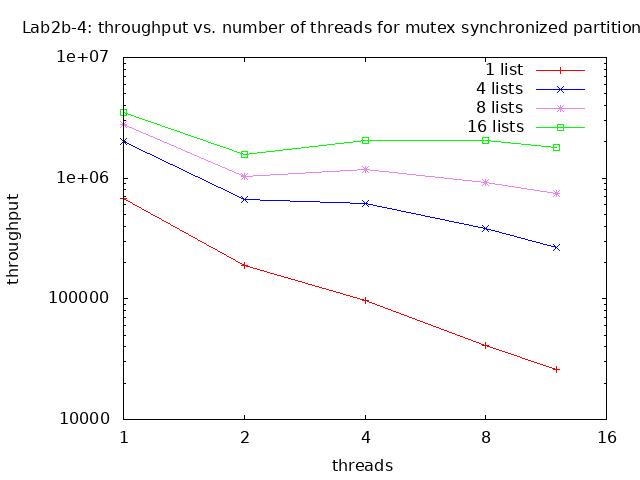 Lab2b-4: throughput vs. number of threads for mutex synchronized partition
1e+07
1 list
4 lists
8 lists
16 lists
1e+06
throughput
100000
10000
1 2 4 8 16
threads